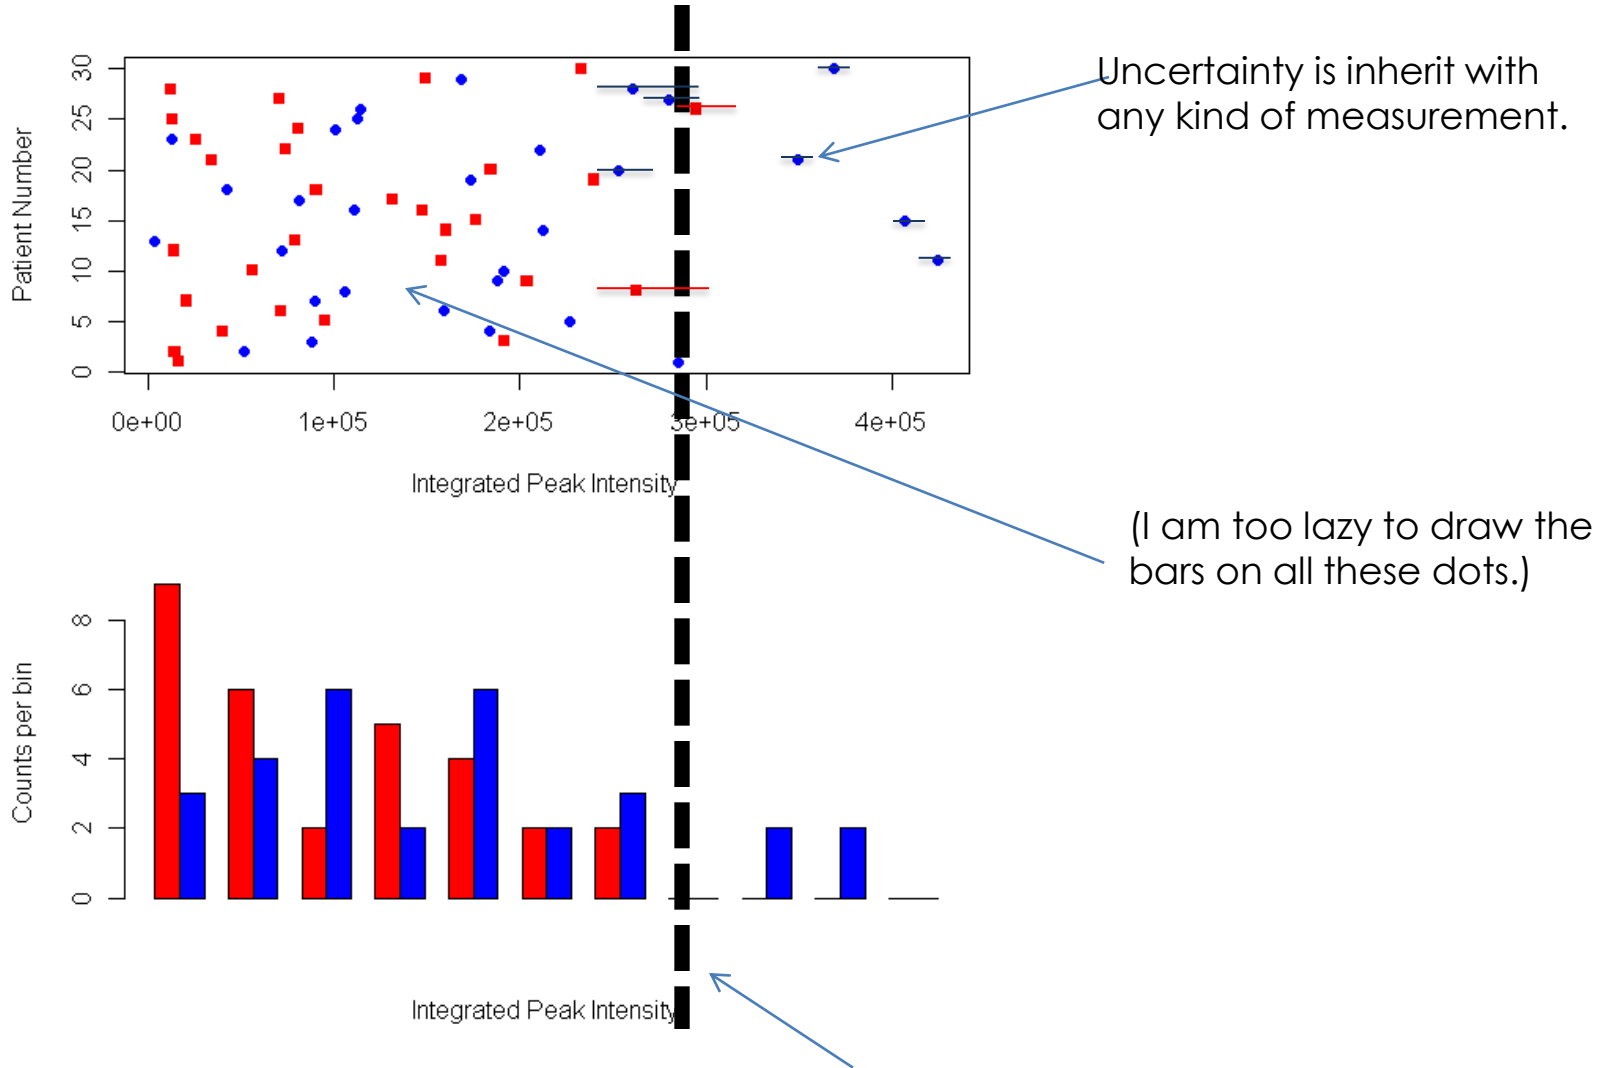 Uncertainty is inherit with
any kind of measurement.
Patient Number
30
25
20
15
10
5
0
0e+00 1e+05 2e+05 3e+05 4e+05
Integrated Peak Intensity
(I am too lazy to draw the
bars on all these dots.)
Counts per bin
8
6
4
2
0
Integrated Peak Intensity